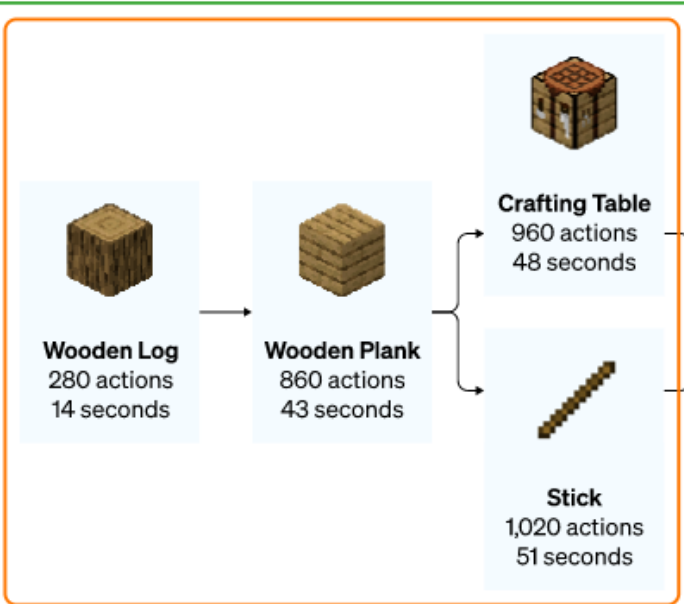 Wooden Log
280 actions
14 seconds
Wooden Plank
860 actions
43 seconds
Crafting Table
960 actions
48 seconds
Stick
1,020 actions
51 seconds